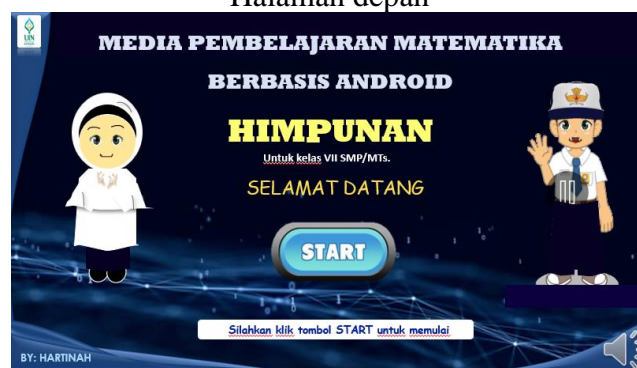 Halaman depan
UIN
MEDIA PEMBELAJARAN MATEMATIKA
BERBASIS ANDROID
HIMPUNAN
Untuk kelas VII SMP/MTs.
SELAMAT DATANG
START
Silahkan klik tombol START untuk memulai
BY: HARTINAH